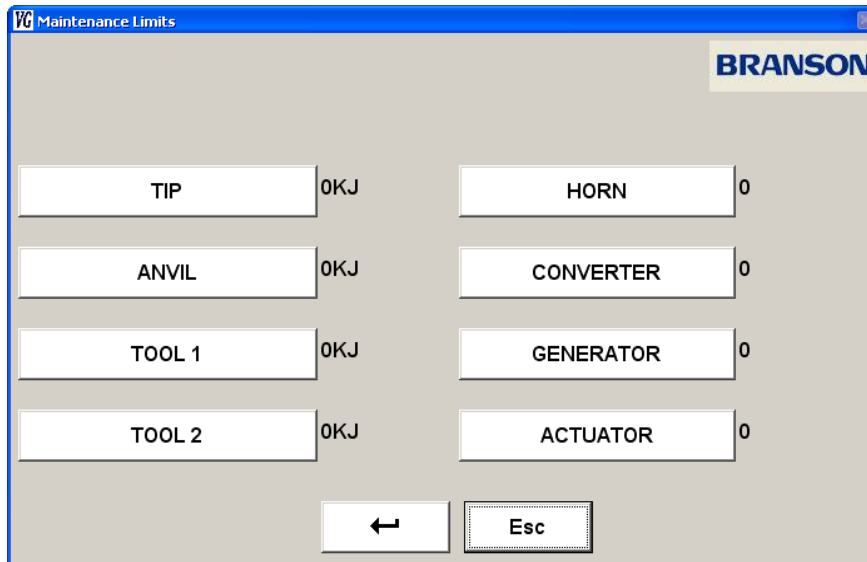 VG Maintenance Limits
BRANSON
TIP 0KJ HORN 0
ANVIL 0KJ CONVERTER 0
TOOL 1 0KJ GENERATOR 0
TOOL 2 0KJ ACTUATOR 0
Esc